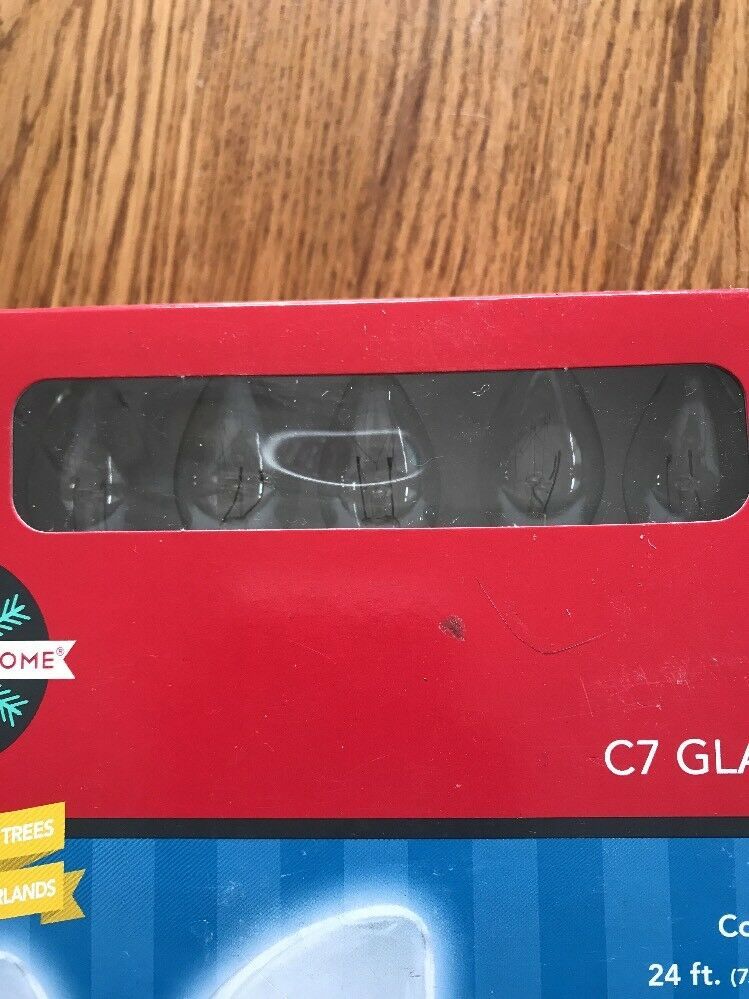 OME®
C7 GLA
TREES
RLANDS
Co
24 ft. (7